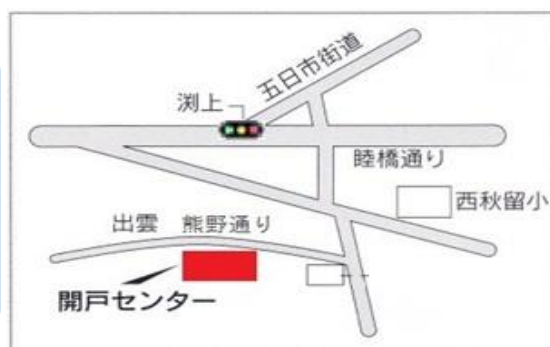 五日市街道
渕上
睦橋通り
西秋留小
出雲 熊野通り
開戸センター